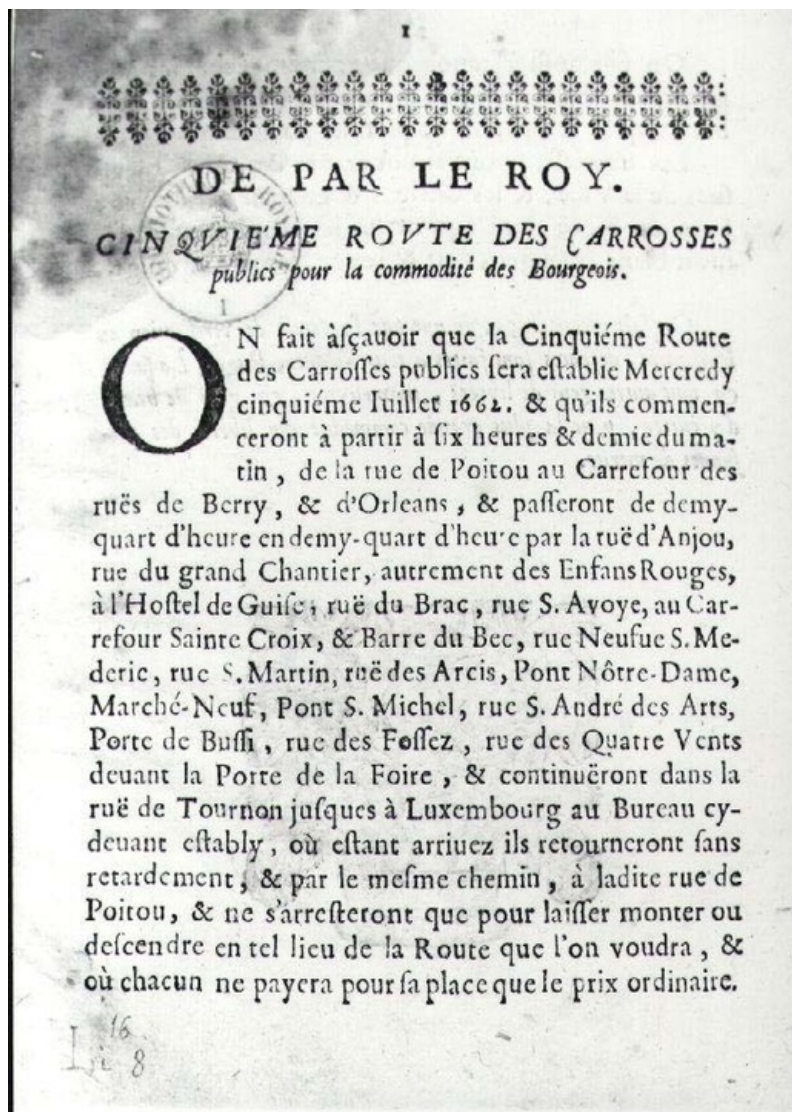 1
DE PAR LE ROY.
CINQVIE'ME ROVTE DES CARROSSES
publics pour la commodité des Bourgeois.
ON fait àſçauoir que la Cinquiéme Route
des Carroſſes publics ſera eſtablie Mercredy
cinquiéme Iuillet 1662. & qu'ils commen-
ceront à partir à ſix heures & demie du ma-
tin, de la rue de Poitou au Carrefour des
ruës de Berry, & d'Orleans, & paſſeront de demy-
quart d'heure en demy-quart d'heure par la ruë d'Anjou,
rue du grand Chantier, autrement des Enfans Rouges,
à l'Hoſtel de Guiſe, ruë du Brac, rue S. Avoye, au Car-
refour Sainte Croix, & Barre du Bec, rue Neufue S. Me-
deric, rue S. Martin, ruë des Arcis, Pont Nôtre-Dame,
Marché-Neuf, Pont S. Michel, rue S. André des Arts,
Porte de Buſſi, rue des Foſſez, rue des Quatre Vents
deuant la Porte de la Foire, & continuëront dans la
ruë de Tournon juſques à Luxembourg au Bureau cy-
deuant eſtably, où eſtant arriuez ils retourneront ſans
retardement, & par le meſme chemin, à ladite rue de
Poitou, & ne s'arreſteront que pour laiſſer monter ou
deſcendre en tel lieu de la Route que l'on voudra, &
où chacun ne payera pour ſa place que le prix ordinaire.
16
8